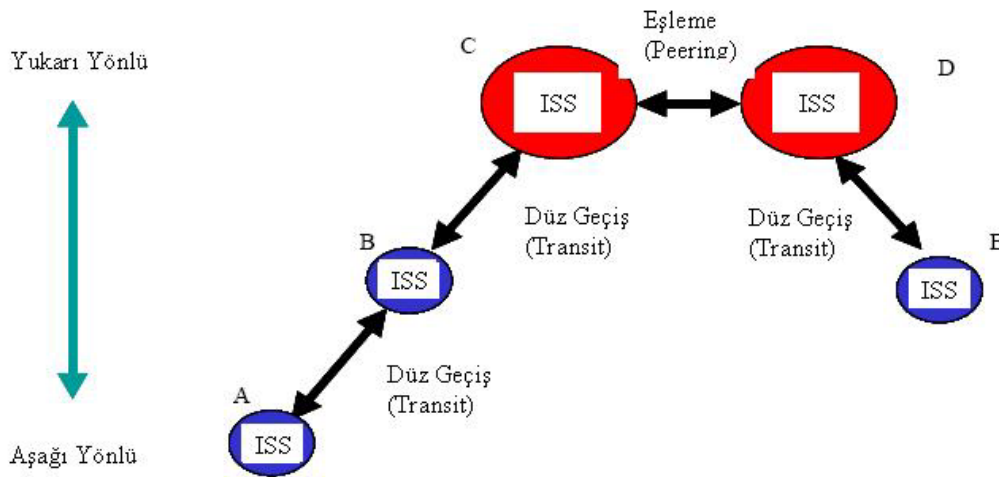 Eşleme
(Peering)
C
D
Yukarı Yönlü
ISS
ISS
Düz Geçiş
(Transit)
Düz Geçiş
(Transit)
B
E
ISS
ISS
Düz Geçiş
(Transit)
A
ISS
Aşağı Yönlü